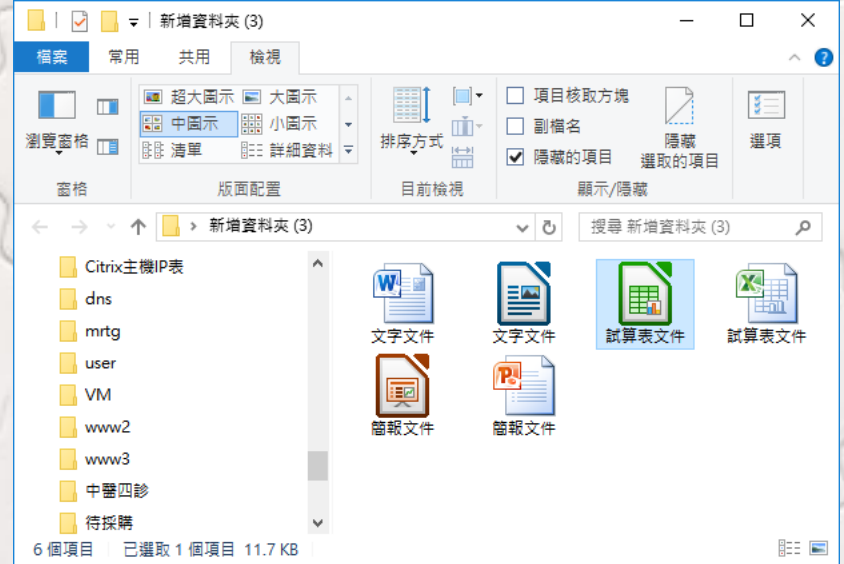 新增資料夾 (3)
檔案 常用 共用 檢視
超大圖示 大圖示
中圖示 小圖示
清單 詳細資料
瀏覽窗格
排序方式
項目核取方塊
副檔名
隱藏的項目
隱藏
選取的項目
選項
窗格 版面配置 目前檢視 顯示/隱藏
新增資料夾 (3)
搜尋 新增資料夾 (3)
Citrix主機IP表
dns
mrtg
user
VM
www2
www3
中醫四診
待採購
文字文件 文字文件 試算表文件 試算表文件
簡報文件 簡報文件
6 個項目 已選取 1 個項目 11.7 KB